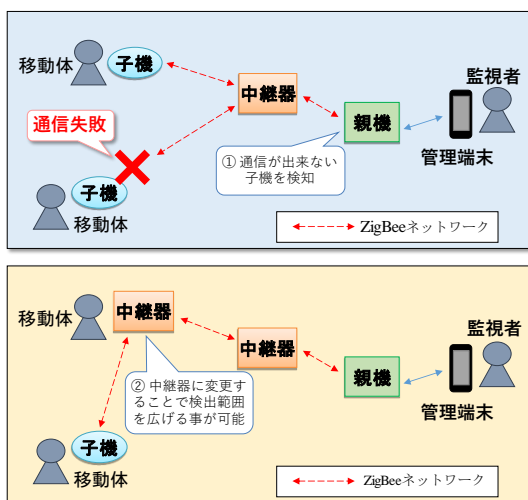 移動体
子機
中継器
監視者
通信失敗
親機
① 通信が出来ない
子機を検知
管理端末
子機
移動体
ZigBeeネットワーク
移動体
中継器
監視者
中継器
親機
② 中継器に変更す
ることで検出範囲
を広げる事が可能
管理端末
子機
移動体
ZigBeeネットワーク